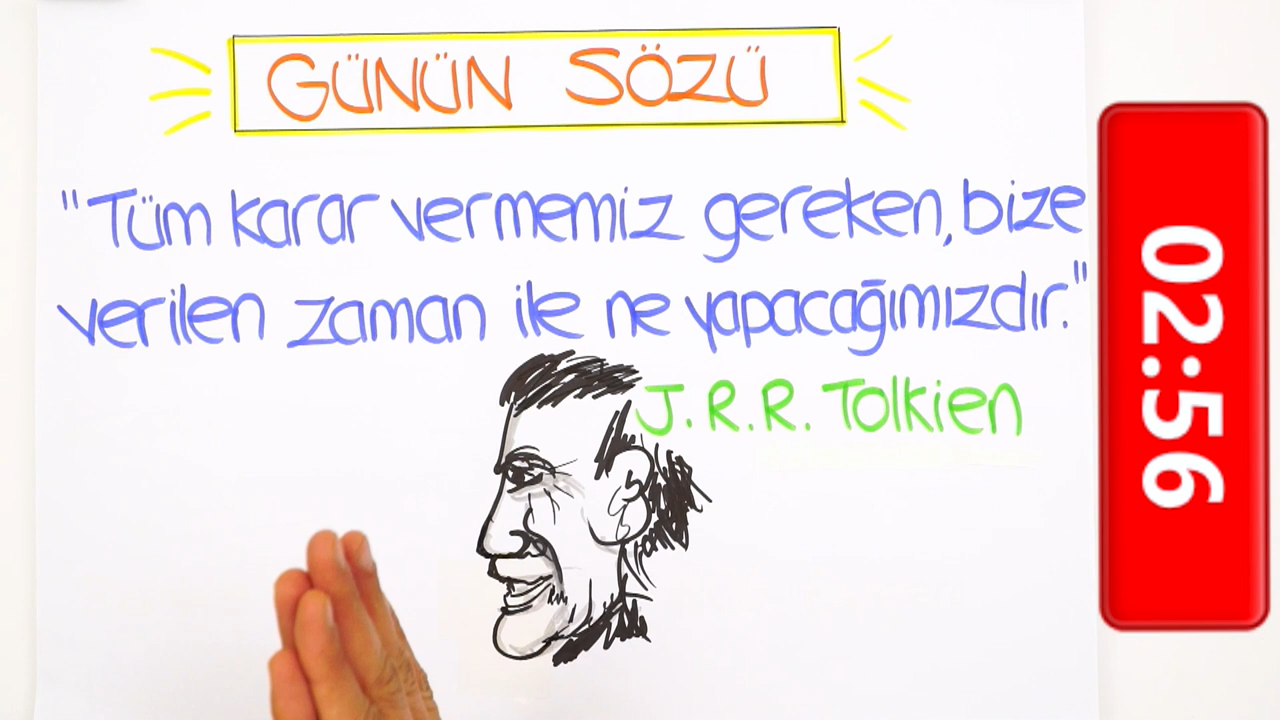 GÜNÜN SÖZÜ
"Tüm karar vermemiz gereken, bize
verilen zaman ile ne yapacağımızdır."
J.R.R. Tolkien
02:56